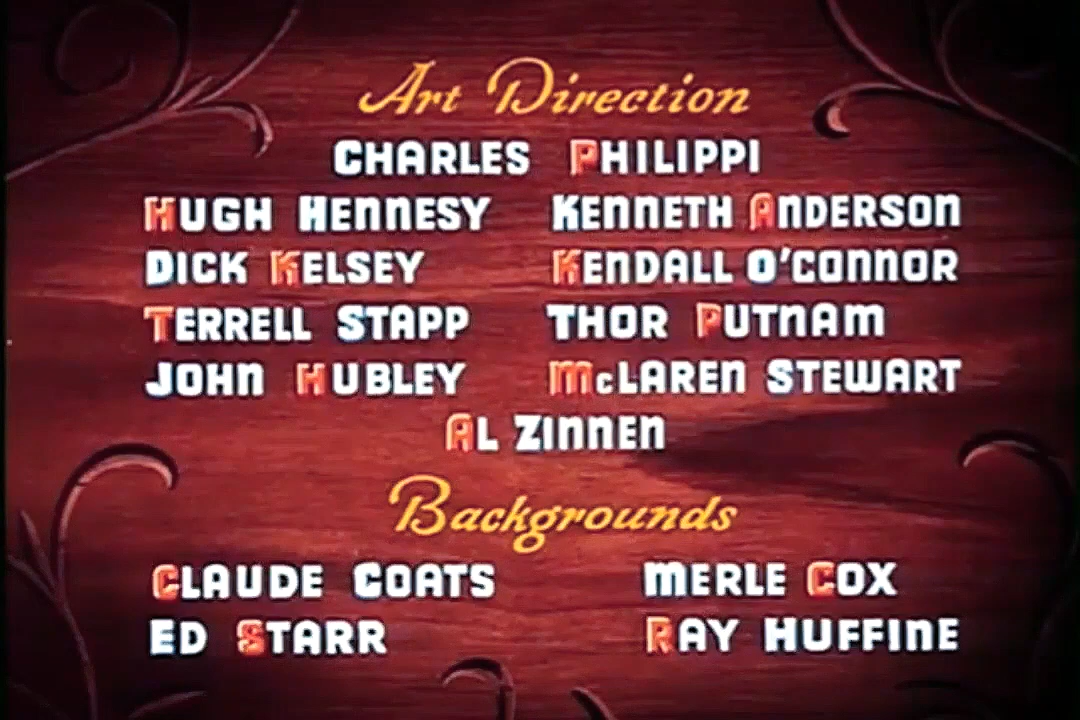 Art Direction
CHARLES PHILIPPI
HUGH HENNESY KENNETH ANDERSON
DICK KELSEY KENDALL O'CONNOR
TERRELL STAPP THOR PUTNAM
JOHN HUBLEY McLAREN STEWART
AL ZINNEN
Backgrounds
CLAUDE COATS MERLE COX
ED STARR RAY HUFFINE